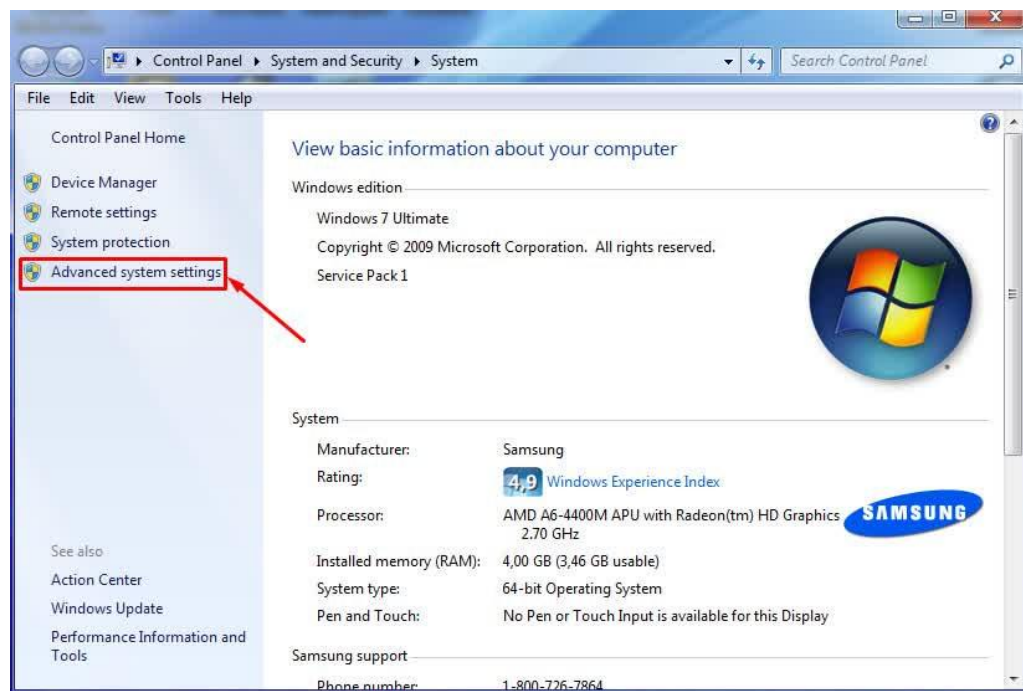 Control Panel ▸ System and Security ▸ System
Search Control Panel
File Edit View Tools Help
Control Panel Home
Device Manager
Remote settings
System protection
Advanced system settings
See also
Action Center
Windows Update
Performance Information and
Tools
View basic information about your computer
Windows edition
Windows 7 Ultimate
Copyright © 2009 Microsoft Corporation. All rights reserved.
Service Pack 1
System
Manufacturer: Samsung
Rating: 4,9 Windows Experience Index
Processor: AMD A6-4400M APU with Radeon(tm) HD Graphics
2.70 GHz
SAMSUNG
Installed memory (RAM): 4,00 GB (3,46 GB usable)
System type: 64-bit Operating System
Pen and Touch: No Pen or Touch Input is available for this Display
Samsung support
Phone number: 1-800-726-7864